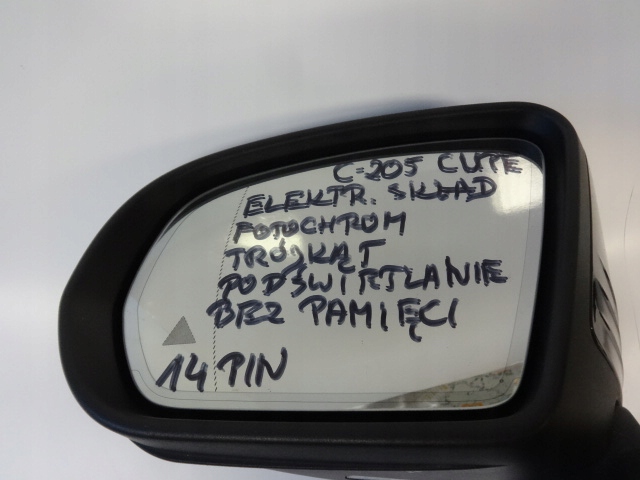 C=205 CUPE
ELEKTR. SKŁAD
FOTOCHROM
TRÓJKĄT
PODŚWIETLANIE
BEZ PAMIĘCI
14 PIN